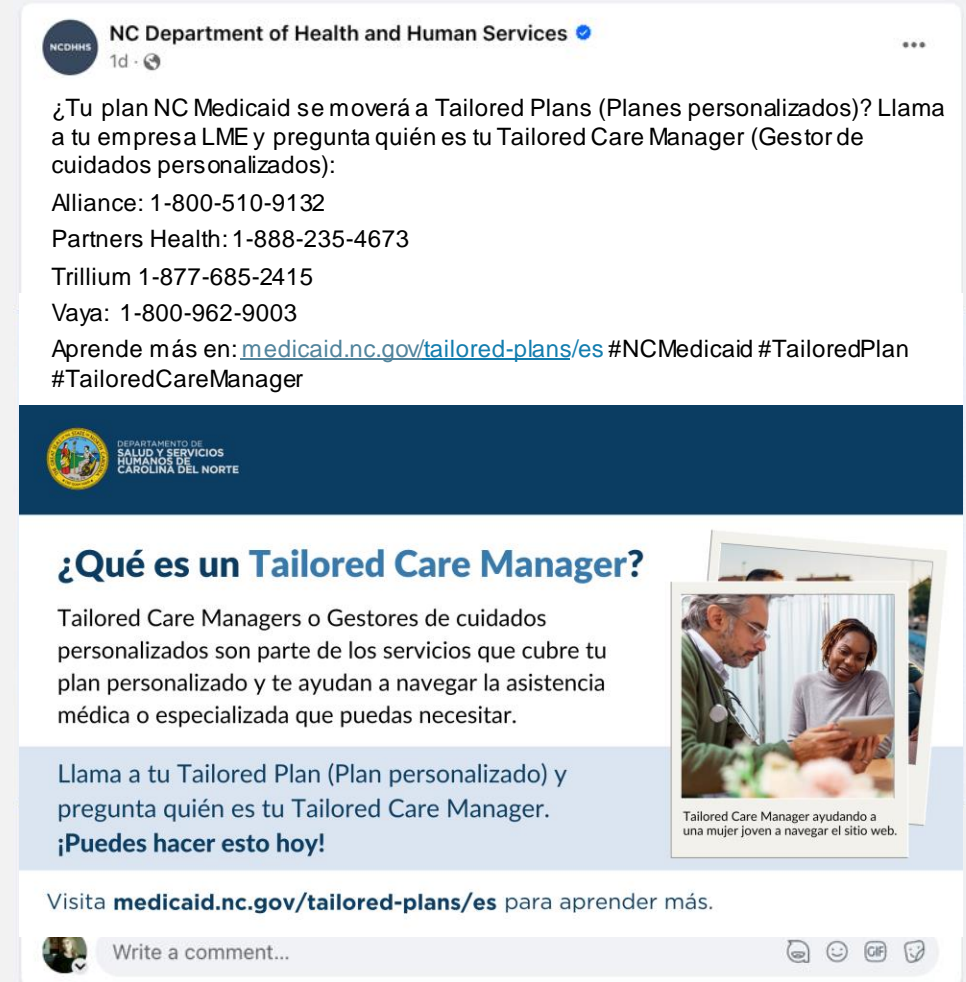 NCDHHS
NC Department of Health and Human Services
1d
¿Tu plan NC Medicaid se moverá a Tailored Plans (Planes personalizados)? Llama
a tu empresa LME y pregunta quién es tu Tailored Care Manager (Gestor de
cuidados personalizados):
Alliance: 1-800-510-9132
Partners Health: 1-888-235-4673
Trillium 1-877-685-2415
Vaya: 1-800-962-9003
Aprende más en: medicaid.nc.gov/tailored-plans/es #NCMedicaid #TailoredPlan
#TailoredCareManager
DEPARTAMENTO DE
SALUD Y SERVICIOS
HUMANOS DE
CAROLINA DEL NORTE
¿Qué es un Tailored Care Manager?
Tailored Care Managers o Gestores de cuidados
personalizados son parte de los servicios que cubre tu
plan personalizado y te ayudan a navegar la asistencia
médica o especializada que puedas necesitar.
Llama a tu Tailored Plan (Plan personalizado) y
pregunta quién es tu Tailored Care Manager.
¡Puedes hacer esto hoy!
Tailored Care Manager ayudando a
una mujer joven a navegar el sitio web.
Visita medicaid.nc.gov/tailored-plans/es para aprender más.
Write a comment...
GIF